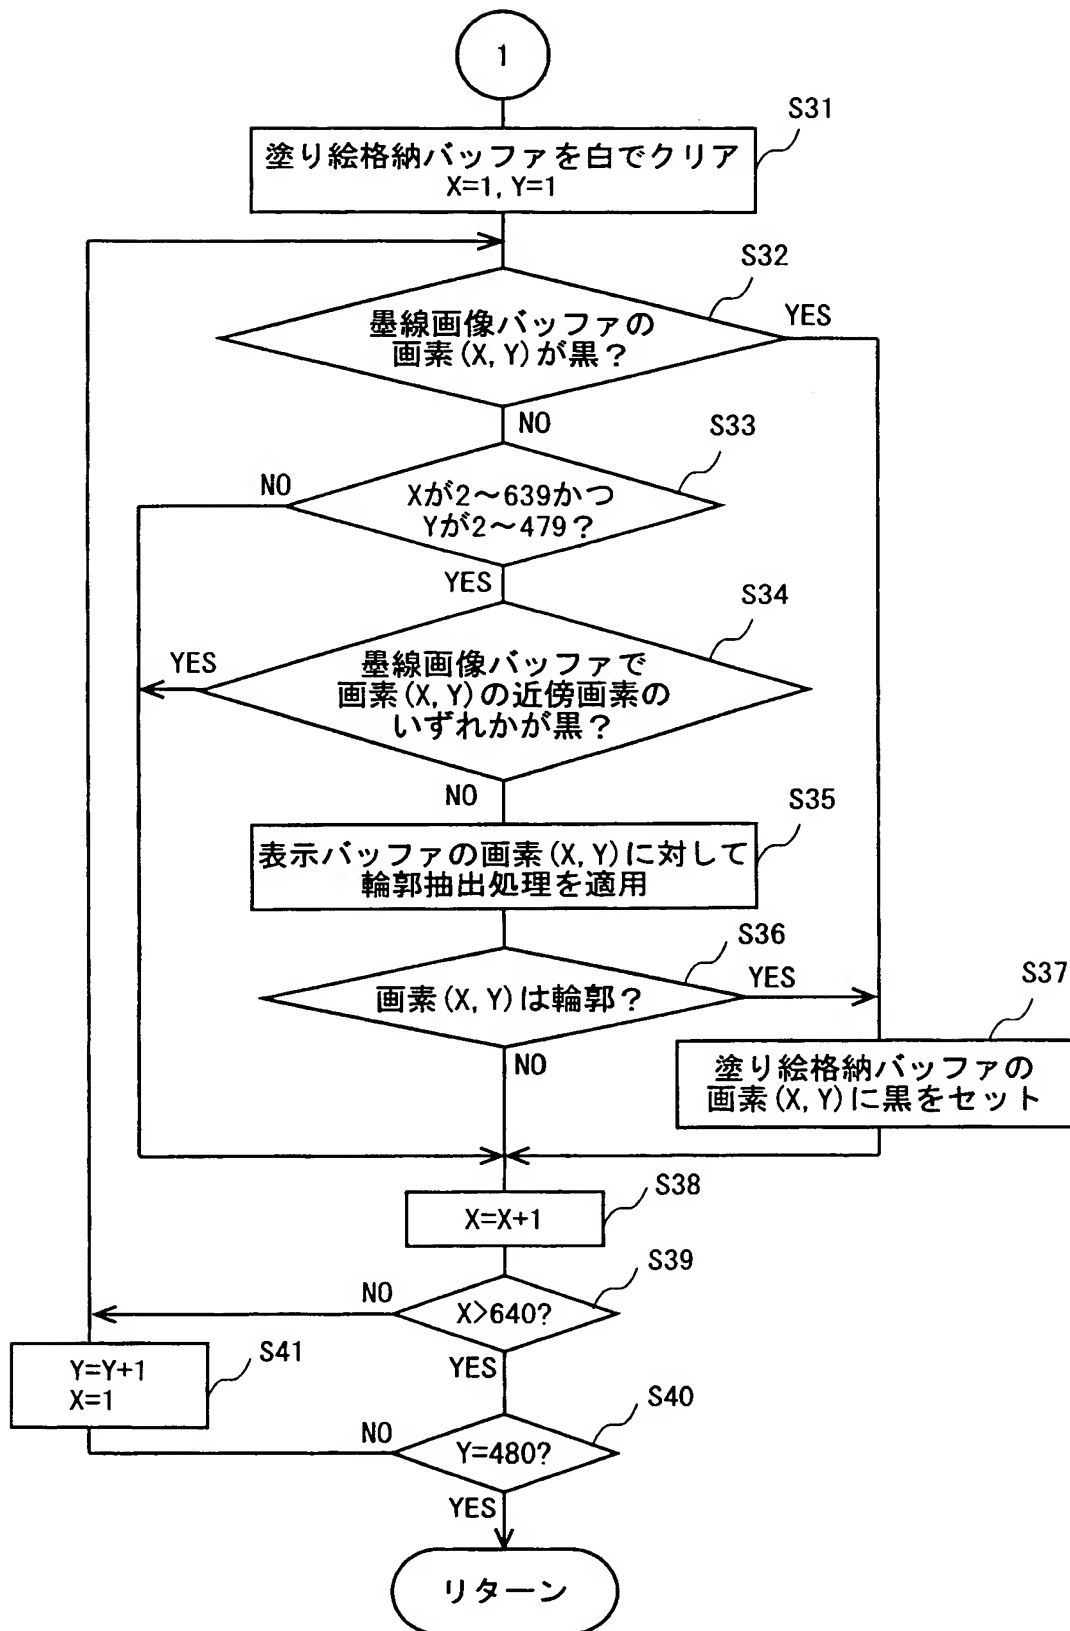 1
S31
塗り絵格納バッファを白でクリア
X=1, Y=1
S32
墨線画像バッファの
画素(X, Y)が黒?
YES
NO
S33
NO
Xが2～639かつ
Yが2～479?
YES
S34
YES
墨線画像バッファで
画素(X, Y)の近傍画素の
いずれかが黒?
NO
S35
表示バッファの画素(X, Y)に対して
輪郭抽出処理を適用
S36
画素(X, Y)は輪郭?
YES
S37
NO
塗り絵格納バッファの
画素(X, Y)に黒をセット
S38
X=X+1
S39
NO
X>640?
YES
Y=Y+1
X=1
S41
S40
NO
Y=480?
YES
リターン